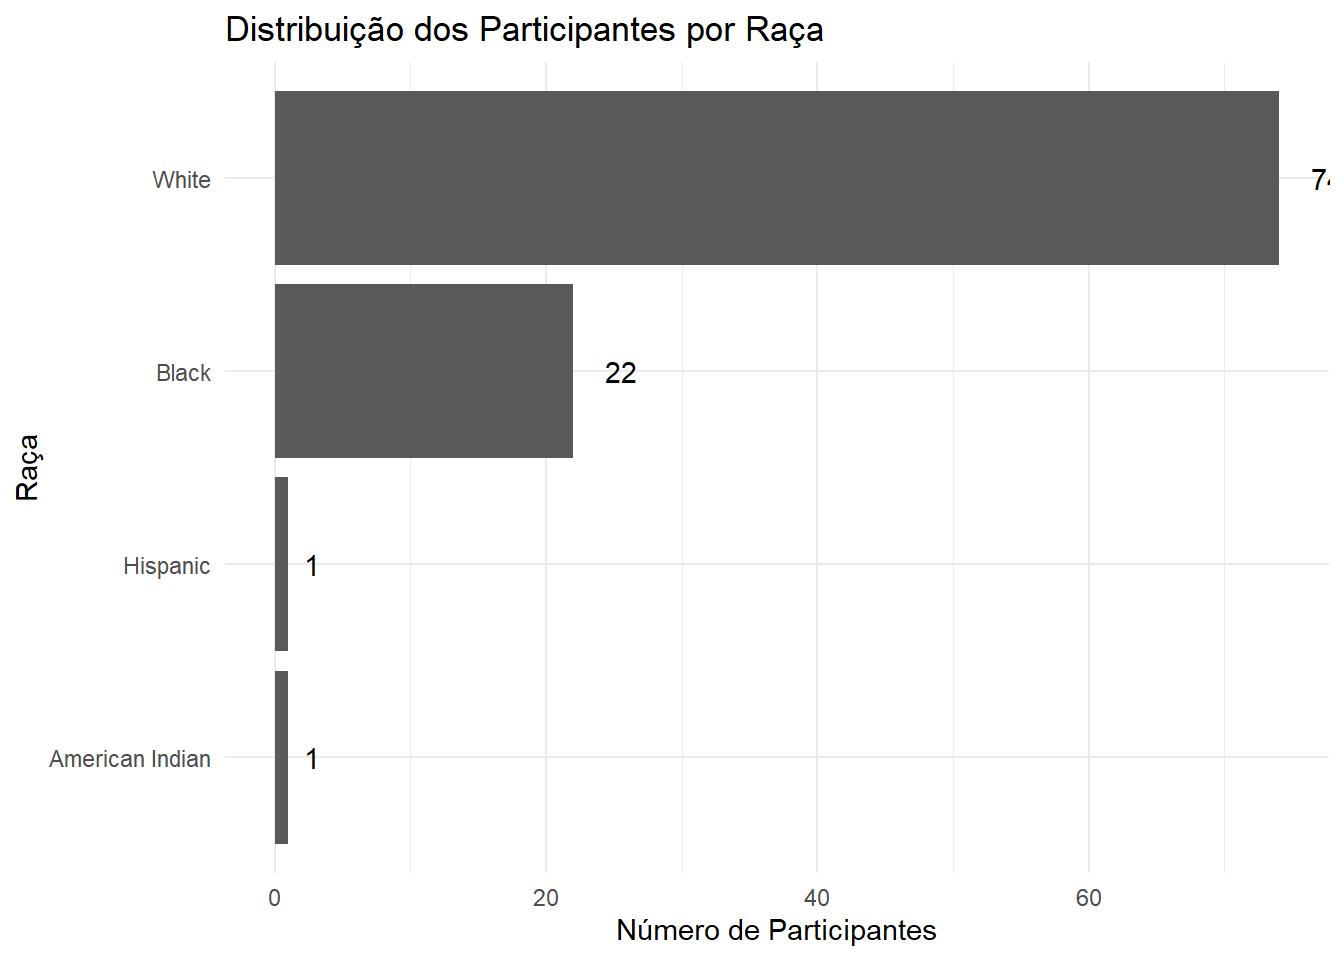 Distribuição dos Participantes por Raça
White
74
Black
22
Raça
Hispanic
1
American Indian
1
0 20 40 60
Número de Participantes